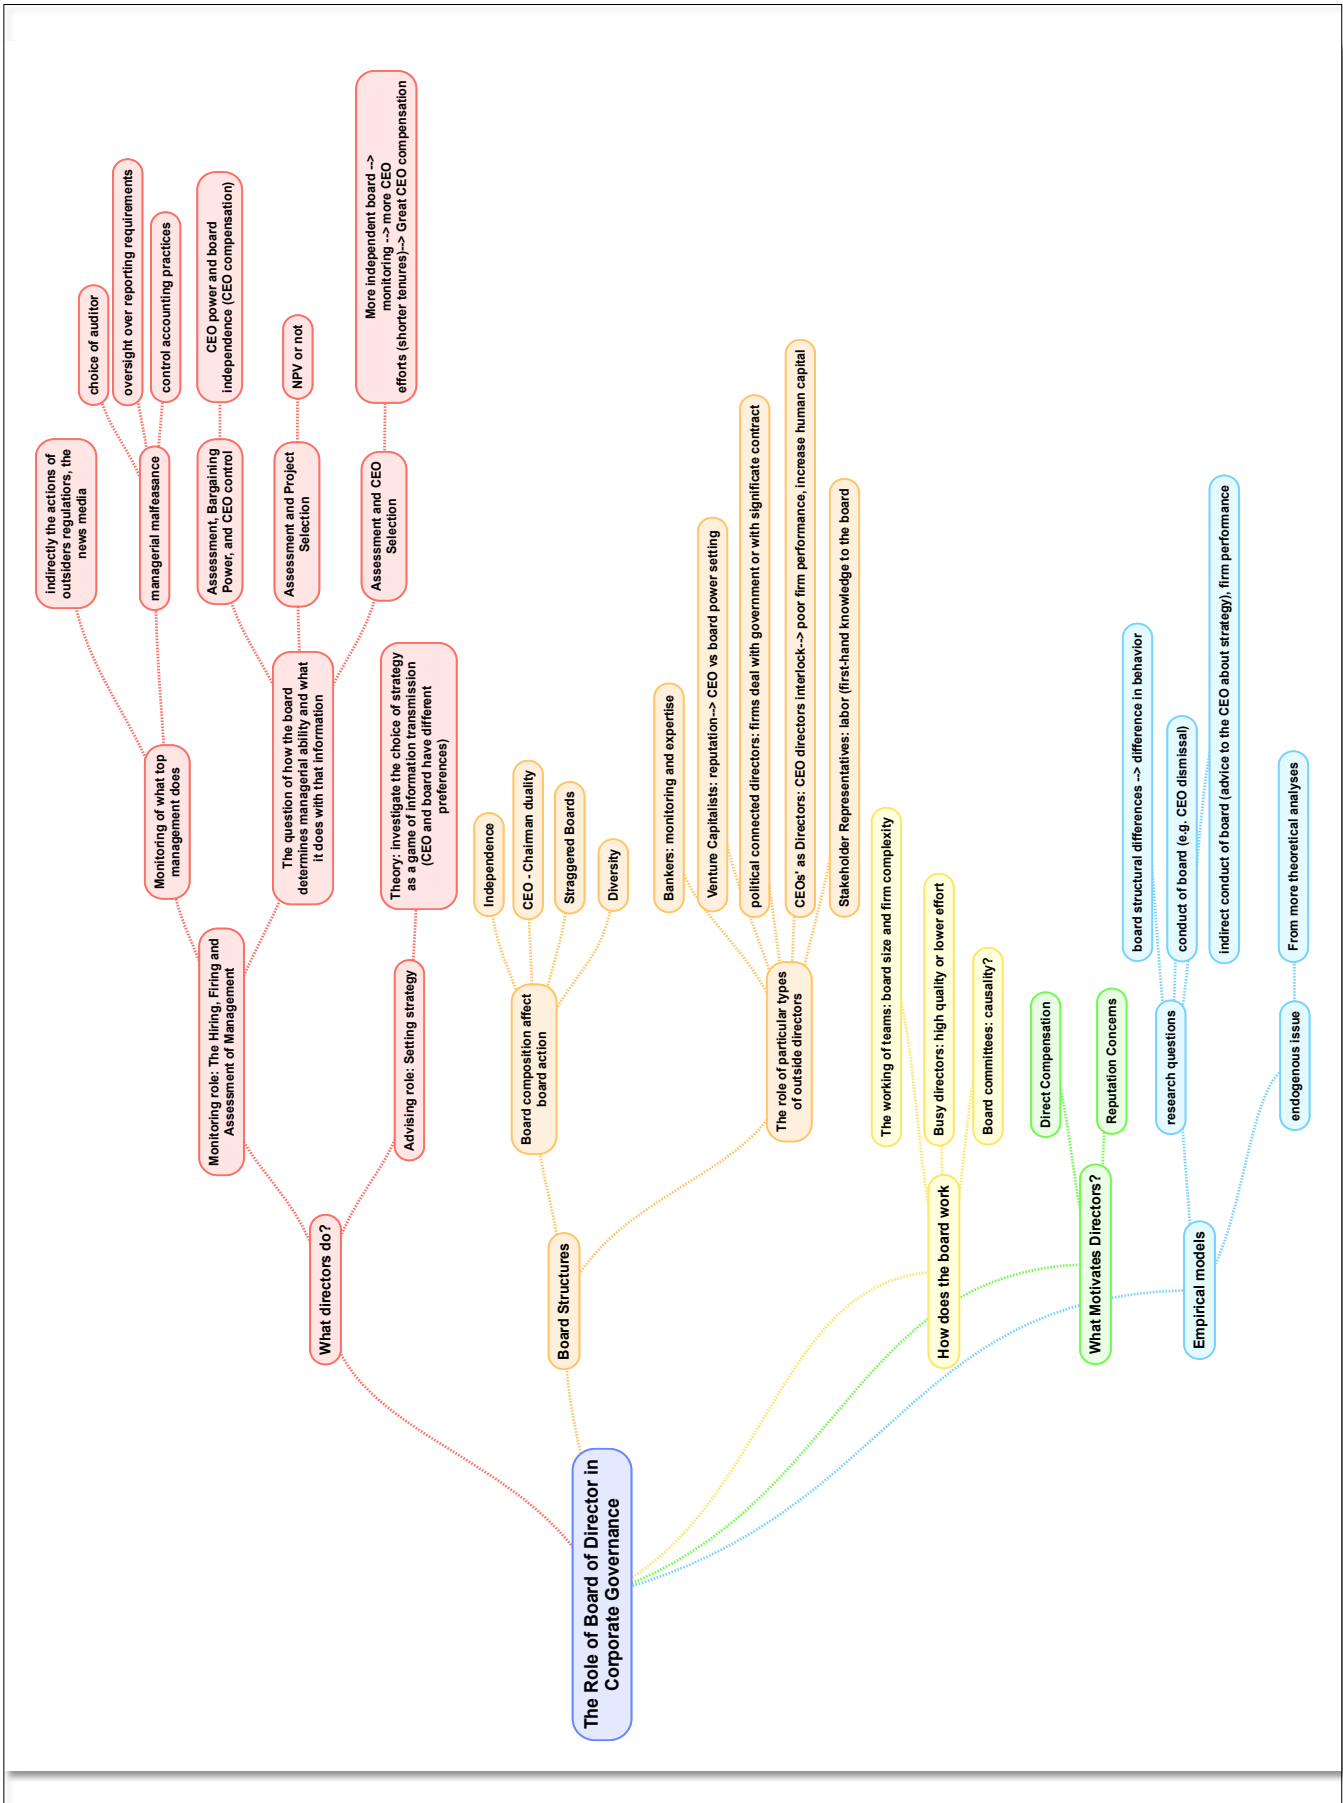 The Role of Board of Director in
Corporate Governance
What directors do?
Monitoring role: The Hiring, Firing and
Assessment of Management
Monitoring of what top
management does
indirectly the actions of
outsiders regulatiors, the
news media
managerial malfeasance
choice of auditor
oversight over reporting requirements
control accounting practices
The question of how the board
determines managerial ability and what
it does with that information
Assessment, Bargaining
Power, and CEO control
CEO power and board
independence (CEO compensation)
Assessment and Project
Selection
NPV or not
Assessment and CEO
Selection
More independent board -->
monitoring --> more CEO
efforts (shorter tenures)--> Great CEO compensation
Advising role: Setting strategy
Theory: investigate the choice of strategy
as a game of information transmission
(CEO and board have different
preferences)
Board Structures
Board composition affect
board action
Independence
CEO - Chairman duality
Straggered Boards
Diversity
The role of particular types
of outside directors
Bankers: monitoring and expertise
Venture Capitalists: reputation--> CEO vs board power setting
political connected directors: firms deal with government or with significate contract
CEOs' as Directors: CEO directors interlock--> poor firm performance, increase human capital
Stakeholder Representatives: labor (first-hand knowledge to the board
How does the board work
The working of teams: board size and firm complexity
Busy directors: high quality or lower effort
Board committees: causality?
What Motivates Directors?
Direct Compensation
Reputation Concerns
Empirical models
research questions
board structural differences --> difference in behavior
conduct of board (e.g. CEO dismissal)
indirect conduct of board (advice to the CEO about strategy), firm performance
endogenous issue
From more theoretical analyses